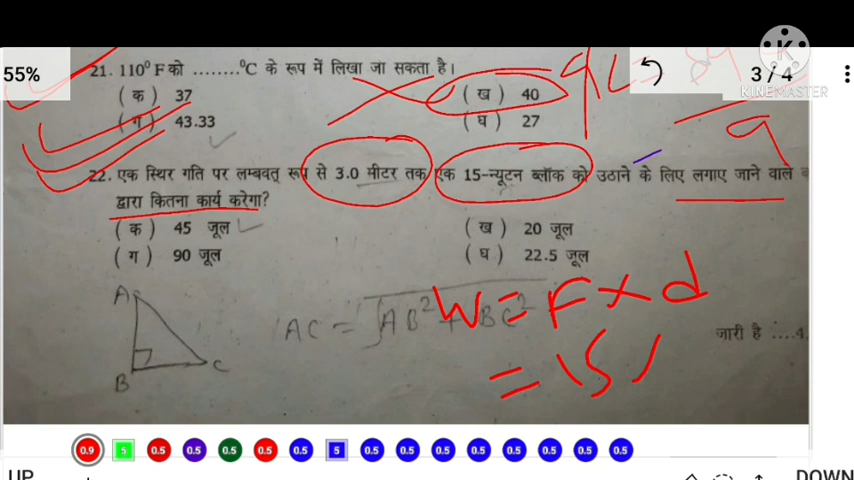 55%
3 / 4
KINEMASTER
21. 110⁰ F को ........⁰C के रूप में लिखा जा सकता है।
( क ) 37 ( ख ) 40
( ग ) 43.33 ( घ ) 27
9
22. एक स्थिर गति पर लम्बवत् रूप से 3.0 मीटर तक एक 15-न्यूटन ब्लॉक को उठाने के लिए लगाए जाने वाले
द्वारा कितना कार्य करेगा?
( क ) 45 जूल ( ख ) 20 जूल
( ग ) 90 जूल ( घ ) 22.5 जूल
A
B
C
AC = √AB² + BC²
W = F × d
= 15
जारी है ....4
0.9 5 0.5 0.5 0.5 0.5 0.5 5 0.5 0.5 0.5 0.5 0.5 0.5 0.5 0.5
UP DOWN